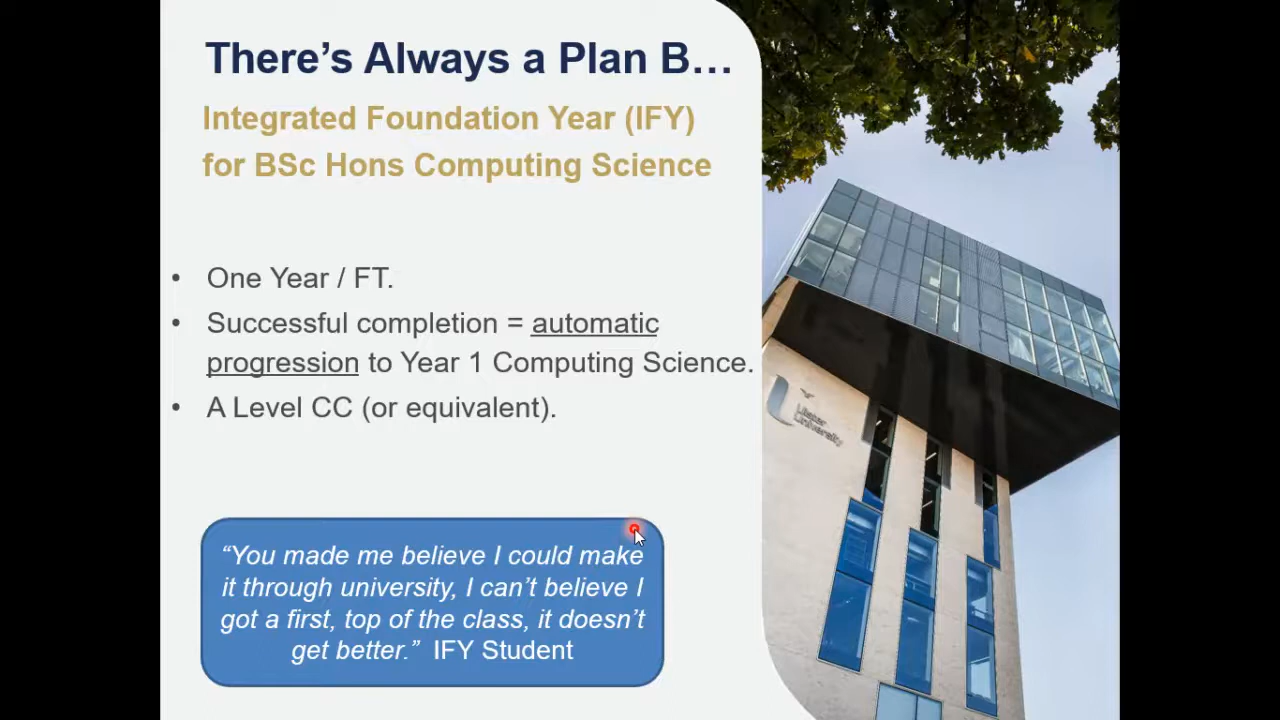 There’s Always a Plan B…
Integrated Foundation Year (IFY)
for BSc Hons Computing Science
• One Year / FT.
• Successful completion = automatic
progression to Year 1 Computing Science.
• A Level CC (or equivalent).
“You made me believe I could make
it through university, I can’t believe I
got a first, top of the class, it doesn’t
get better.” IFY Student
Ulster
University